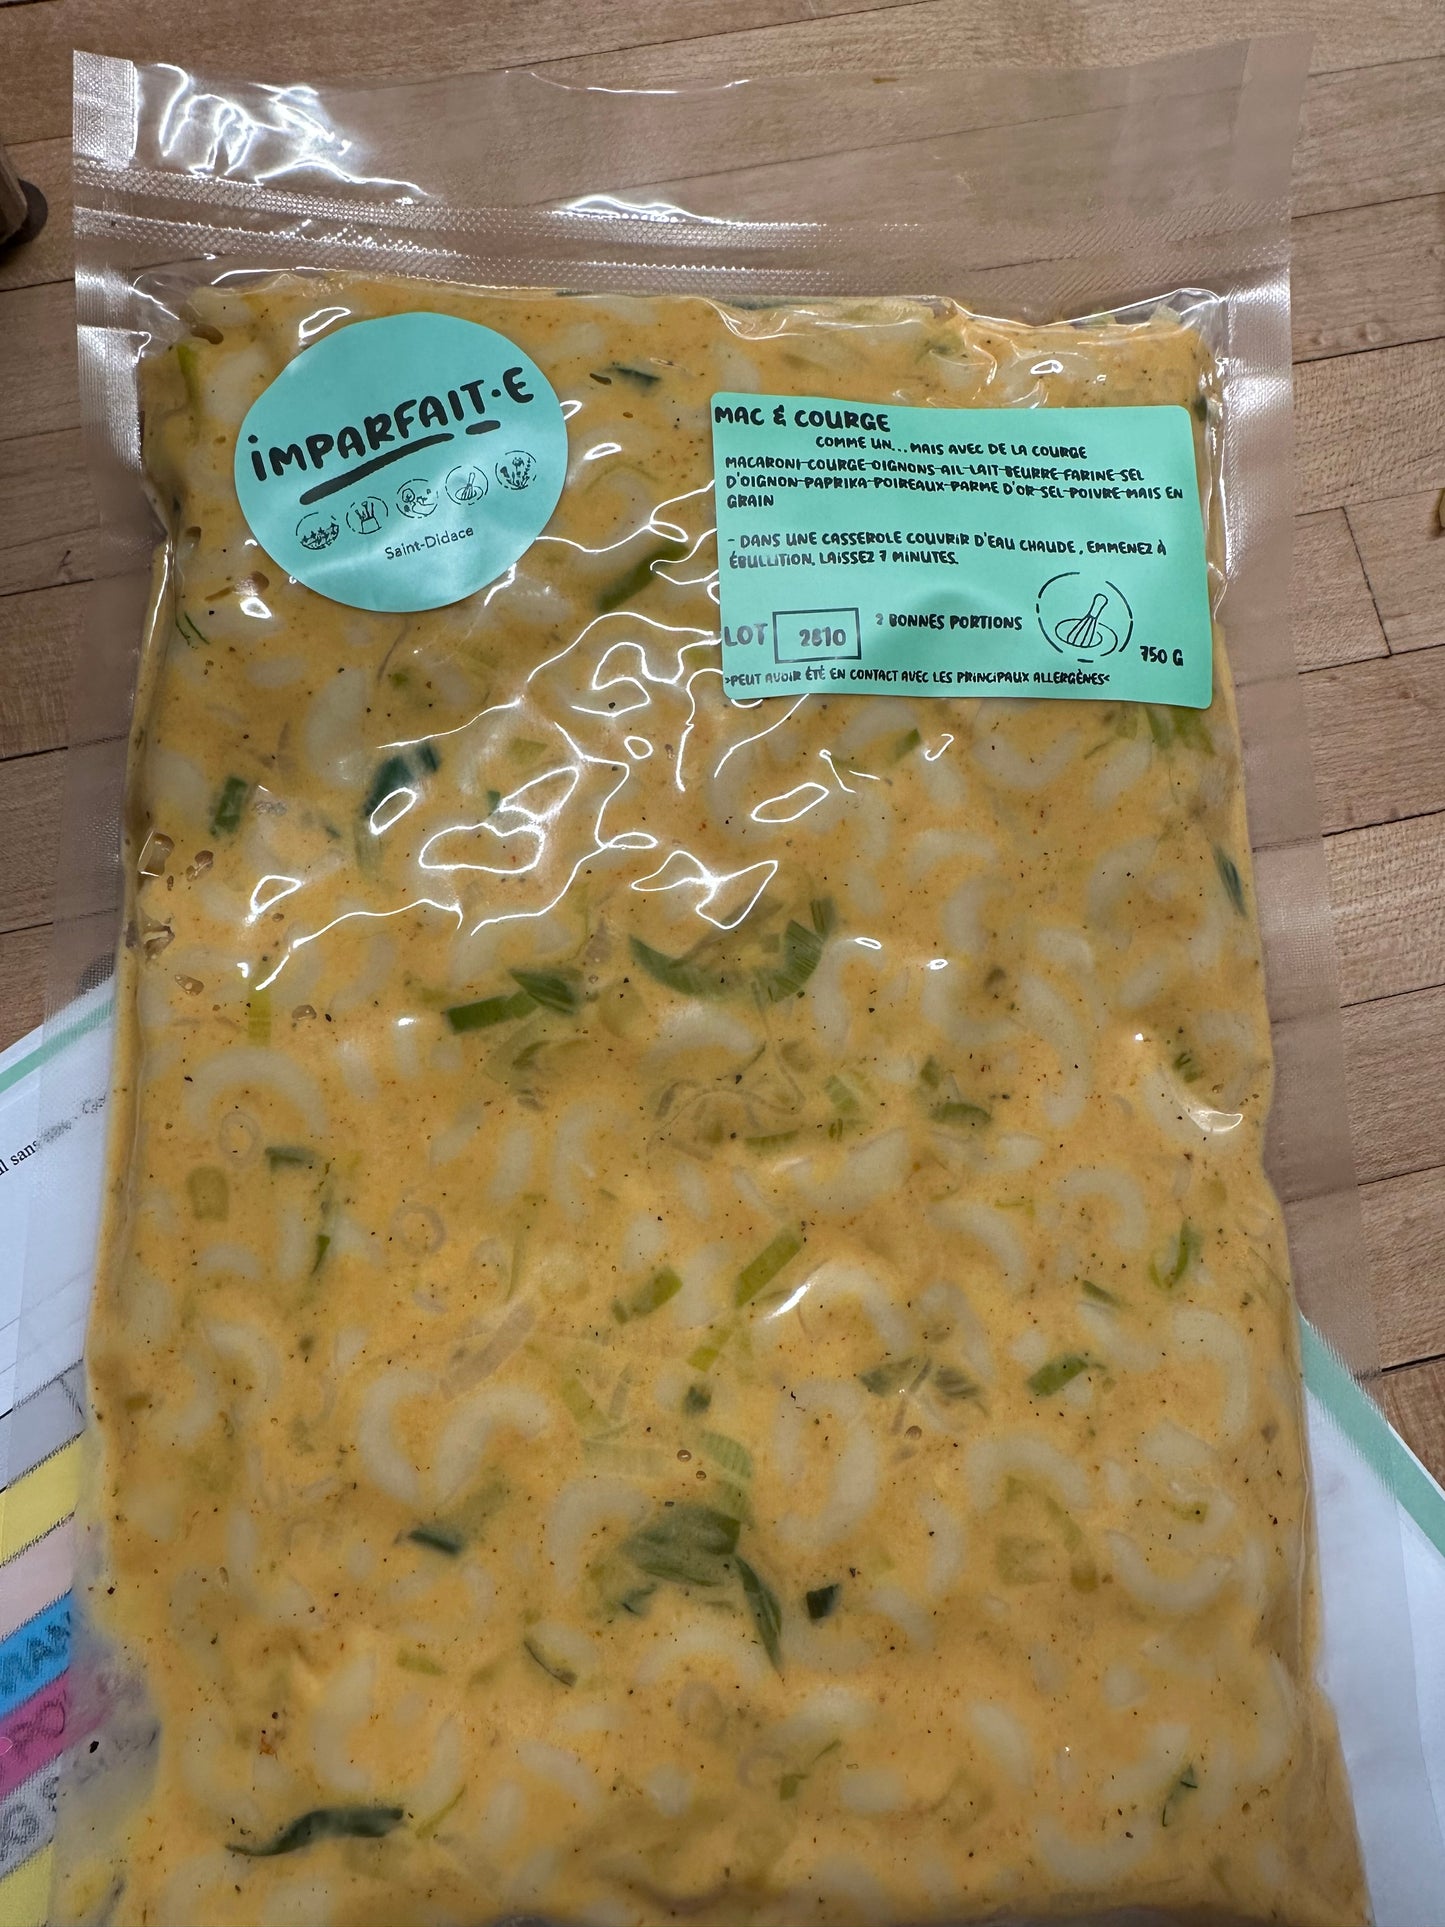 iMPARFAIT·E
Saint-Didace
MAC & COURGE
COMME UN...MAIS AVEC DE LA COURGE
MACARONI-COURGE-OIGNONS-AIL-LAIT-BEURRE-FARINE-SEL
D'OIGNON-PAPRIKA-POIREAUX-PARME D'OR-SEL-POIVRE-MAIS EN
GRAIN
- DANS UNE CASSEROLE COUVRIR D'EAU CHAUDE, EMMENEZ À
ÉBULLITION, LAISSEZ 7 MINUTES.
LOT 2810 2 BONNES PORTIONS
750 G
>PEUT AVOIR ÉTÉ EN CONTACT AVEC LES PRINCIPAUX ALLERGÈNES<